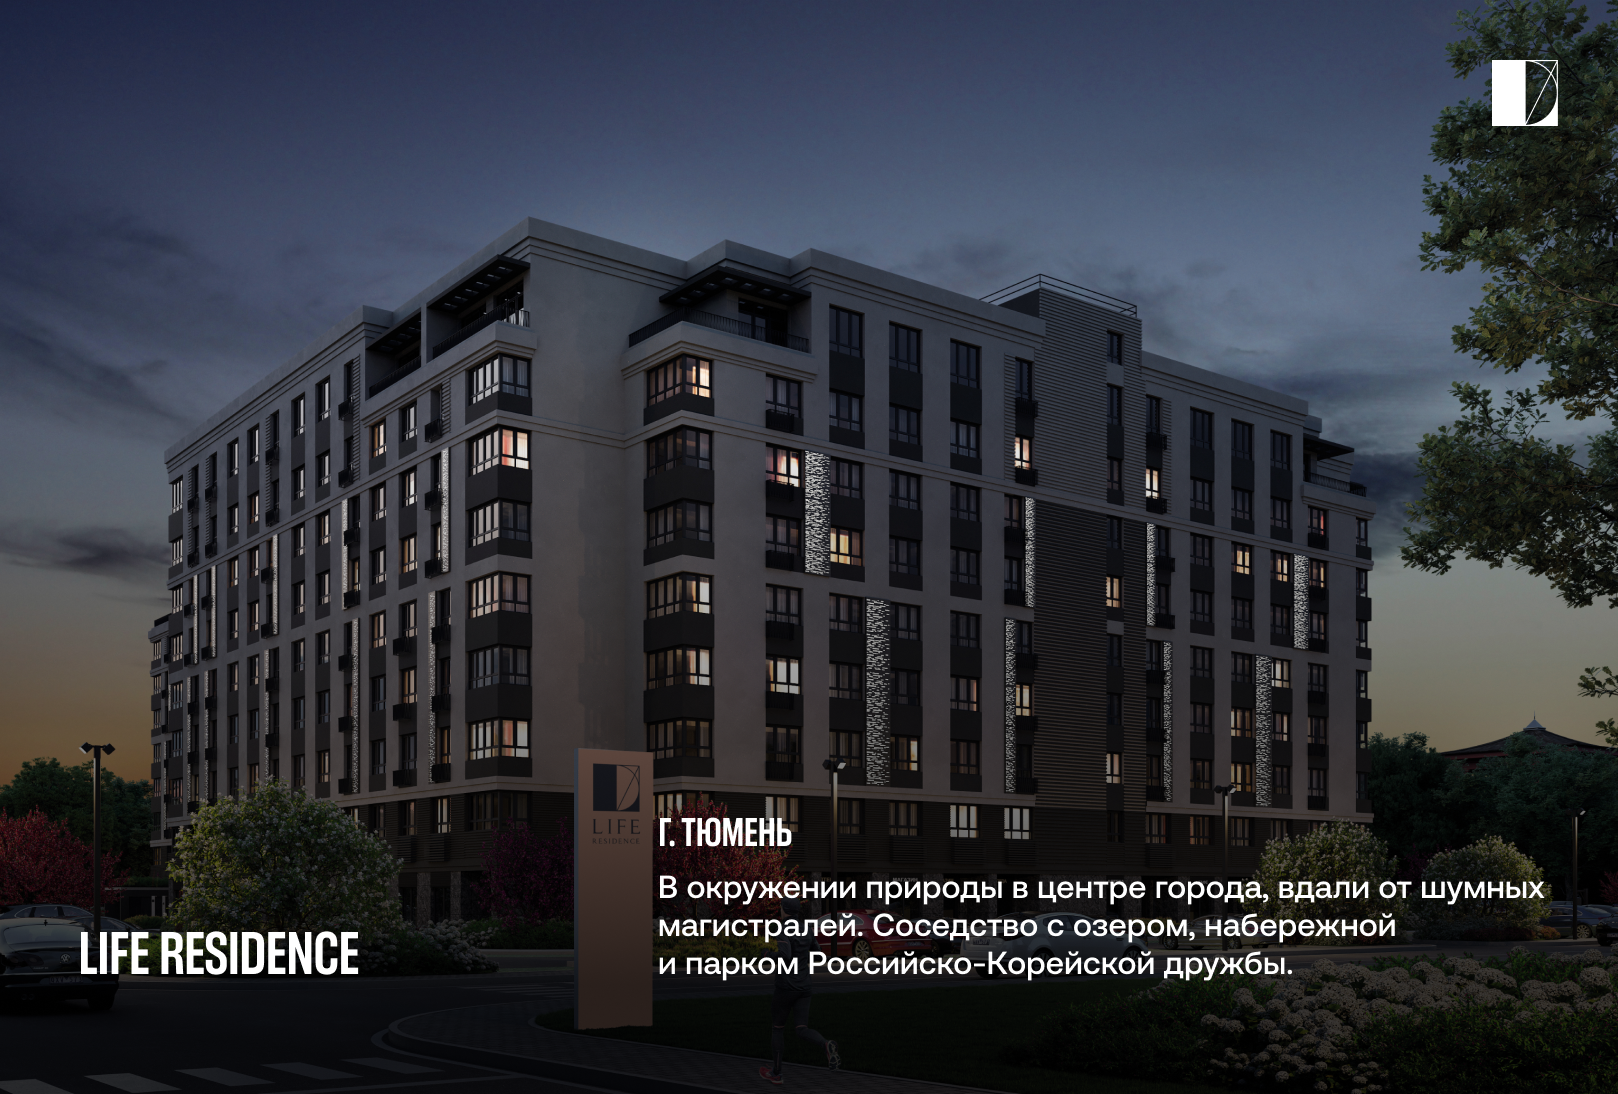 LIFE
RESIDENCE
Г. ТЮМЕНЬ
В окружении природы в центре города, вдали от шумных
магистралей. Соседство с озером, набережной
и парком Российско-Корейской дружбы.
LIFE RESIDENCE